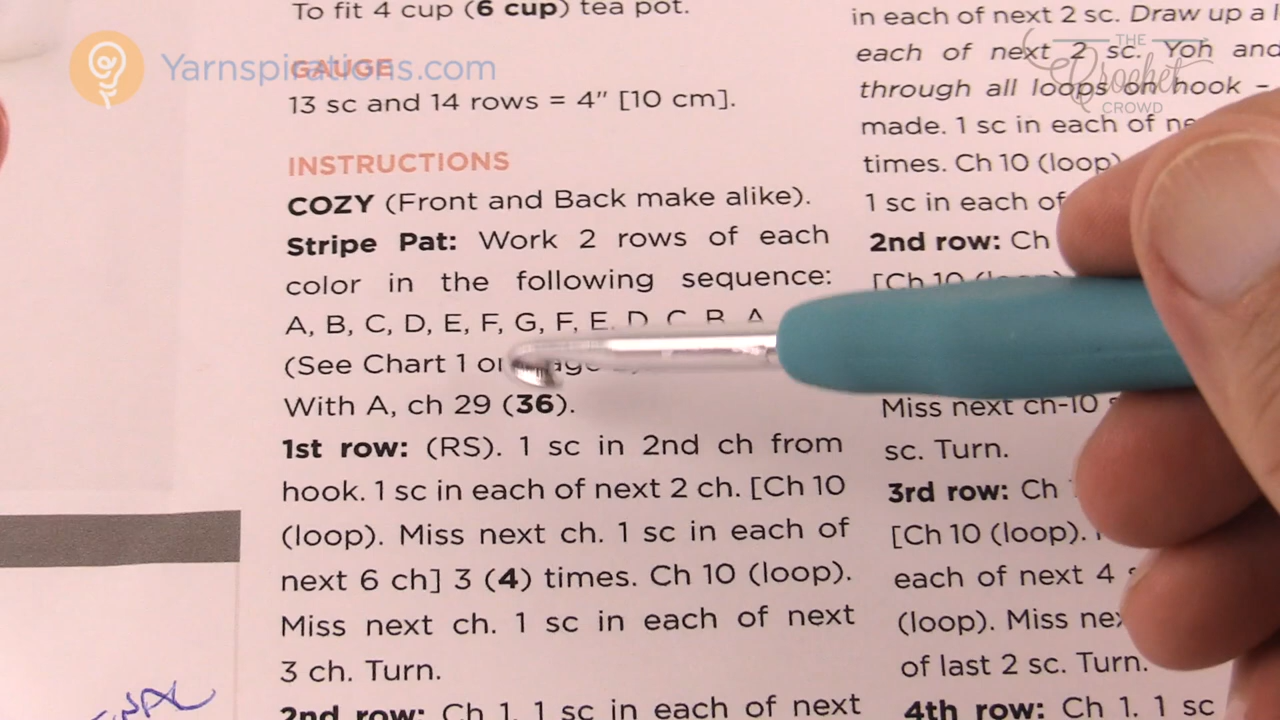 Yarnspirations.com
THE
Crochet
CROWD
To fit 4 cup (6 cup) tea pot.
GAUGE
13 sc and 14 rows = 4" [10 cm].
INSTRUCTIONS
COZY (Front and Back make alike).
Stripe Pat: Work 2 rows of each
color in the following sequence:
A, B, C, D, E, F, G, F, E, D, C, B, A
(See Chart 1 on
With A, ch 29 (36).
1st row: (RS). 1 sc in 2nd ch from
hook. 1 sc in each of next 2 ch. [Ch 10
(loop). Miss next ch. 1 sc in each of
next 6 ch] 3 (4) times. Ch 10 (loop).
Miss next ch. 1 sc in each of next
3 ch. Turn.
2nd row: Ch 1. 1 sc in each of next
in each of next 2 sc. Draw up a
each of next 2 sc. Yoh and
through all loops on hook –
made. 1 sc in each of
times. Ch 10 (loop)
1 sc in each of
2nd row: Ch
[Ch 10 (loop)
Miss next ch-10
sc. Turn.
3rd row: Ch
[Ch 10 (loop).
each of next 4
(loop). Miss
of last 2 sc. Turn.
4th row: Ch 1. 1 sc